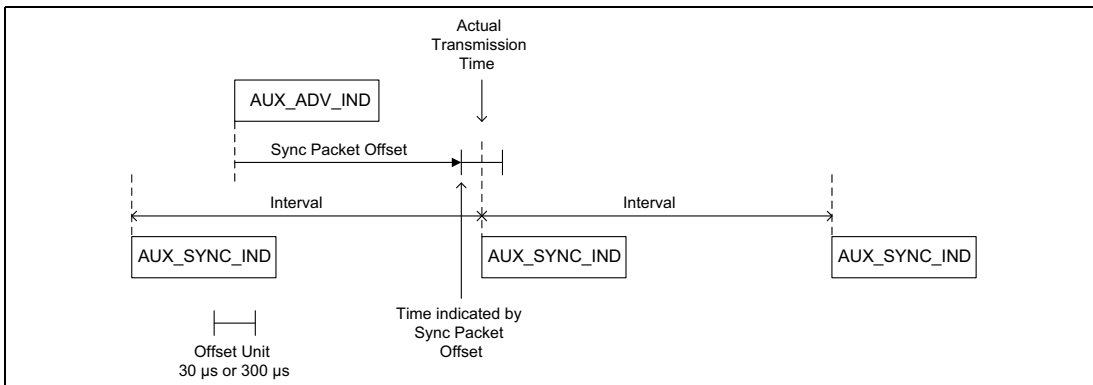 Actual
Transmission
Time
AUX_ADV_IND
Sync Packet Offset
Interval
Interval
AUX_SYNC_IND
AUX_SYNC_IND
AUX_SYNC_IND
Time indicated by
Sync Packet
Offset
Offset Unit
30 µs or 300 µs